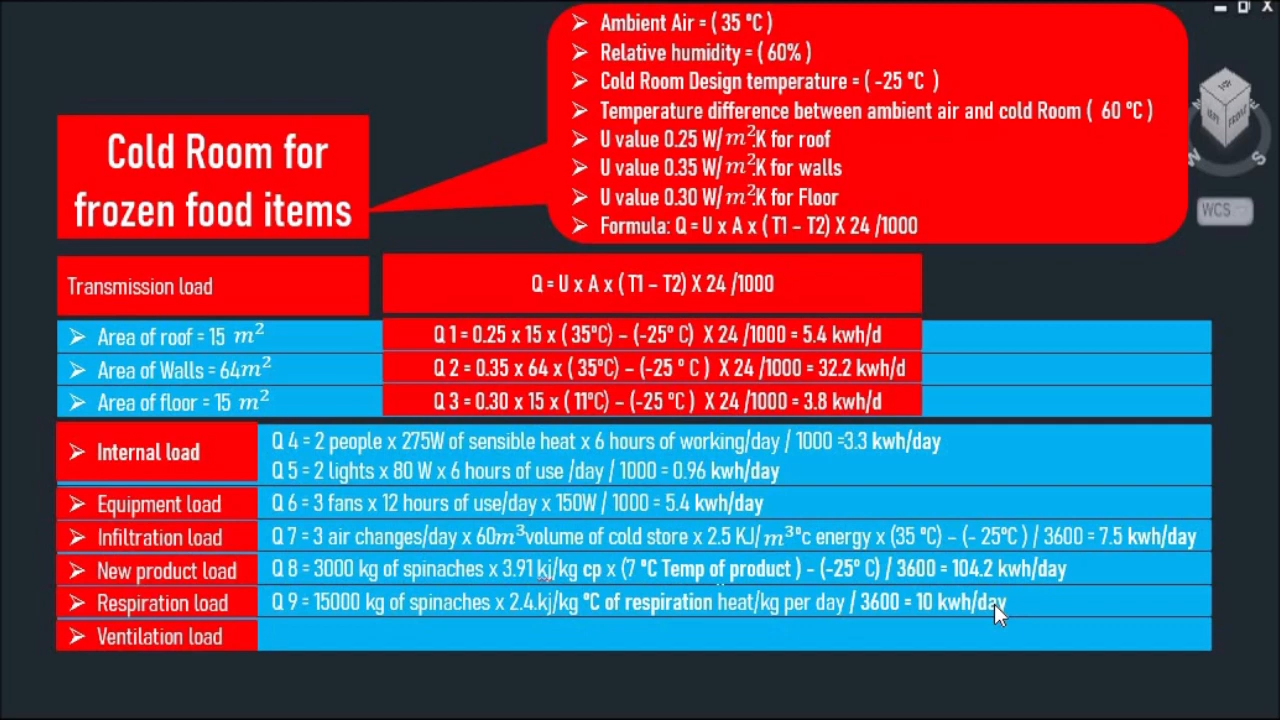 ➢ Ambient Air = ( 35 °C )
➢ Relative humidity = ( 60% )
➢ Cold Room Design temperature = ( -25 °C )
➢ Temperature difference between ambient air and cold Room ( 60 °C )
➢ U value 0.25 W/m².K for roof
➢ U value 0.35 W/m².K for walls
➢ U value 0.30 W/m².K for Floor
➢ Formula: Q = U x A x ( T1 – T2) X 24 /1000
Cold Room for
frozen food items
W
S
WCS
Transmission load
Q = U x A x ( T1 – T2) X 24 /1000
➢ Area of roof = 15 m²
Q 1 = 0.25 x 15 x ( 35°C) – (-25° C) X 24 /1000 = 5.4 kwh/d
➢ Area of Walls = 64m²
Q 2 = 0.35 x 64 x ( 35°C) – (-25 ° C ) X 24 /1000 = 32.2 kwh/d
➢ Area of floor = 15 m²
Q 3 = 0.30 x 15 x ( 11°C) – (-25 °C ) X 24 /1000 = 3.8 kwh/d
➢ Internal load
Q 4 = 2 people x 275W of sensible heat x 6 hours of working/day / 1000 =3.3 kwh/day
Q 5 = 2 lights x 80 W x 6 hours of use /day / 1000 = 0.96 kwh/day
➢ Equipment load
Q 6 = 3 fans x 12 hours of use/day x 150W / 1000 = 5.4 kwh/day
➢ Infiltration load
Q 7 = 3 air changes/day x 60m³volume of cold store x 2.5 KJ/m³°c energy x (35 °C) – (- 25°C ) / 3600 = 7.5 kwh/day
➢ New product load
Q 8 = 3000 kg of spinaches x 3.91 kj/kg cp x (7 °C Temp of product ) – (-25° C) / 3600 = 104.2 kwh/day
➢ Respiration load
Q 9 = 15000 kg of spinaches x 2.4.kj/kg °C of respiration heat/kg per day / 3600 = 10 kwh/day
➢ Ventilation load